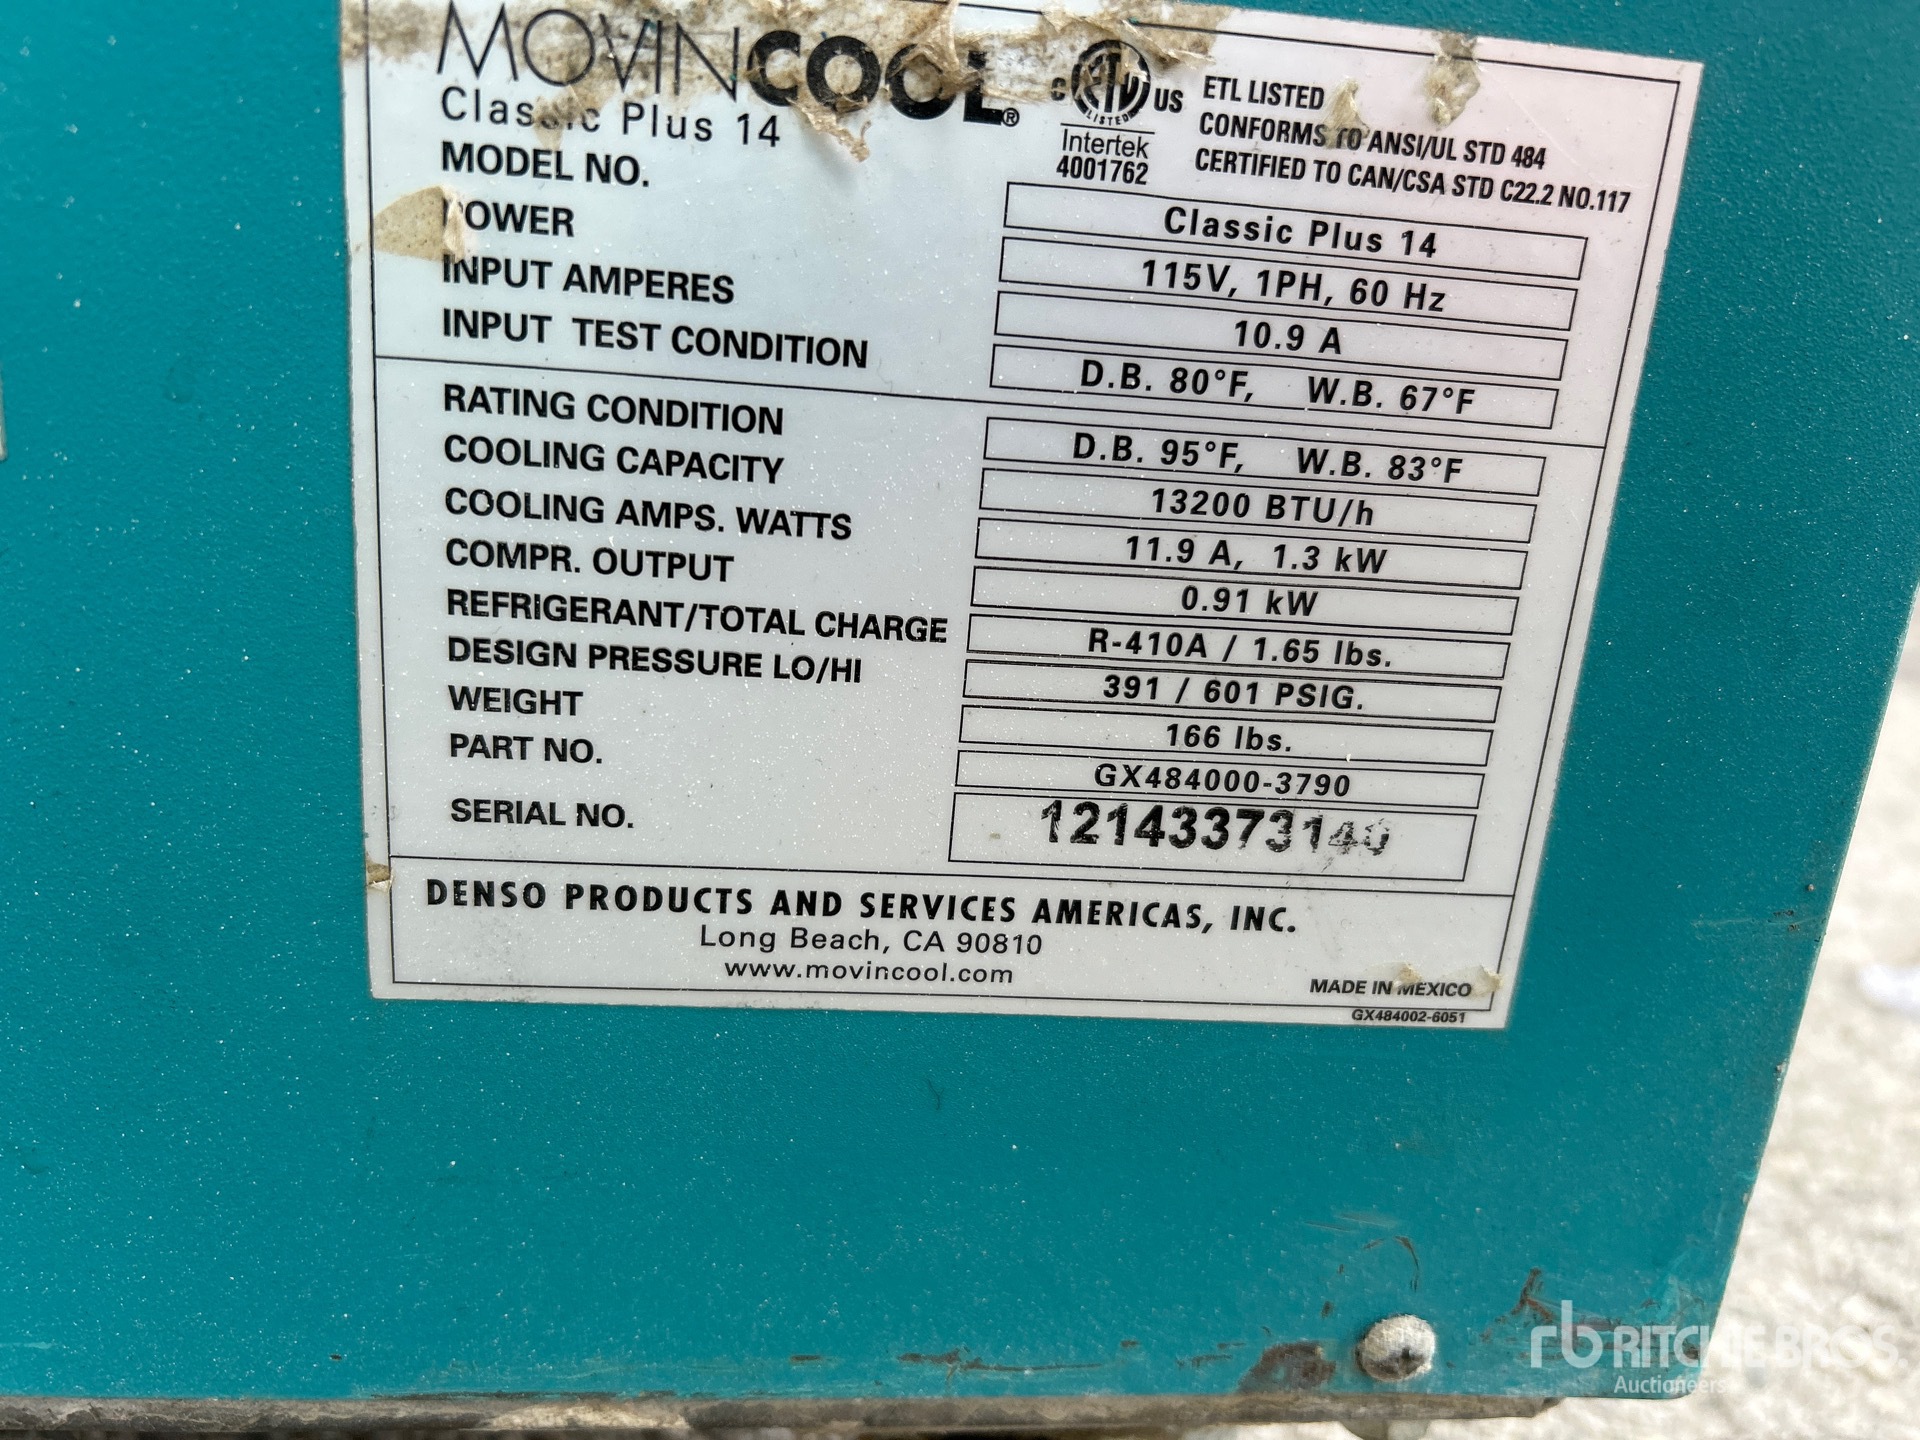 MOVINCOOL®
Classic Plus 14
C ETL US
LISTED
Intertek
4001762
ETL LISTED
CONFORMS TO ANSI/UL STD 484
CERTIFIED TO CAN/CSA STD C22.2 NO.117
MODEL NO. Classic Plus 14
POWER 115V, 1PH, 60 Hz
INPUT AMPERES 10.9 A
INPUT TEST CONDITION D.B. 80°F, W.B. 67°F
RATING CONDITION D.B. 95°F, W.B. 83°F
COOLING CAPACITY 13200 BTU/h
COOLING AMPS. WATTS 11.9 A, 1.3 kW
COMPR. OUTPUT 0.91 kW
REFRIGERANT/TOTAL CHARGE R-410A / 1.65 lbs.
DESIGN PRESSURE LO/HI 391 / 601 PSIG.
WEIGHT 166 lbs.
PART NO. GX484000-3790
SERIAL NO. 12143373140
DENSO PRODUCTS AND SERVICES AMERICAS, INC.
Long Beach, CA 90810
www.movincool.com
MADE IN MEXICO
GX484002-6051
rb RITCHIE BROS.
Auctioneers